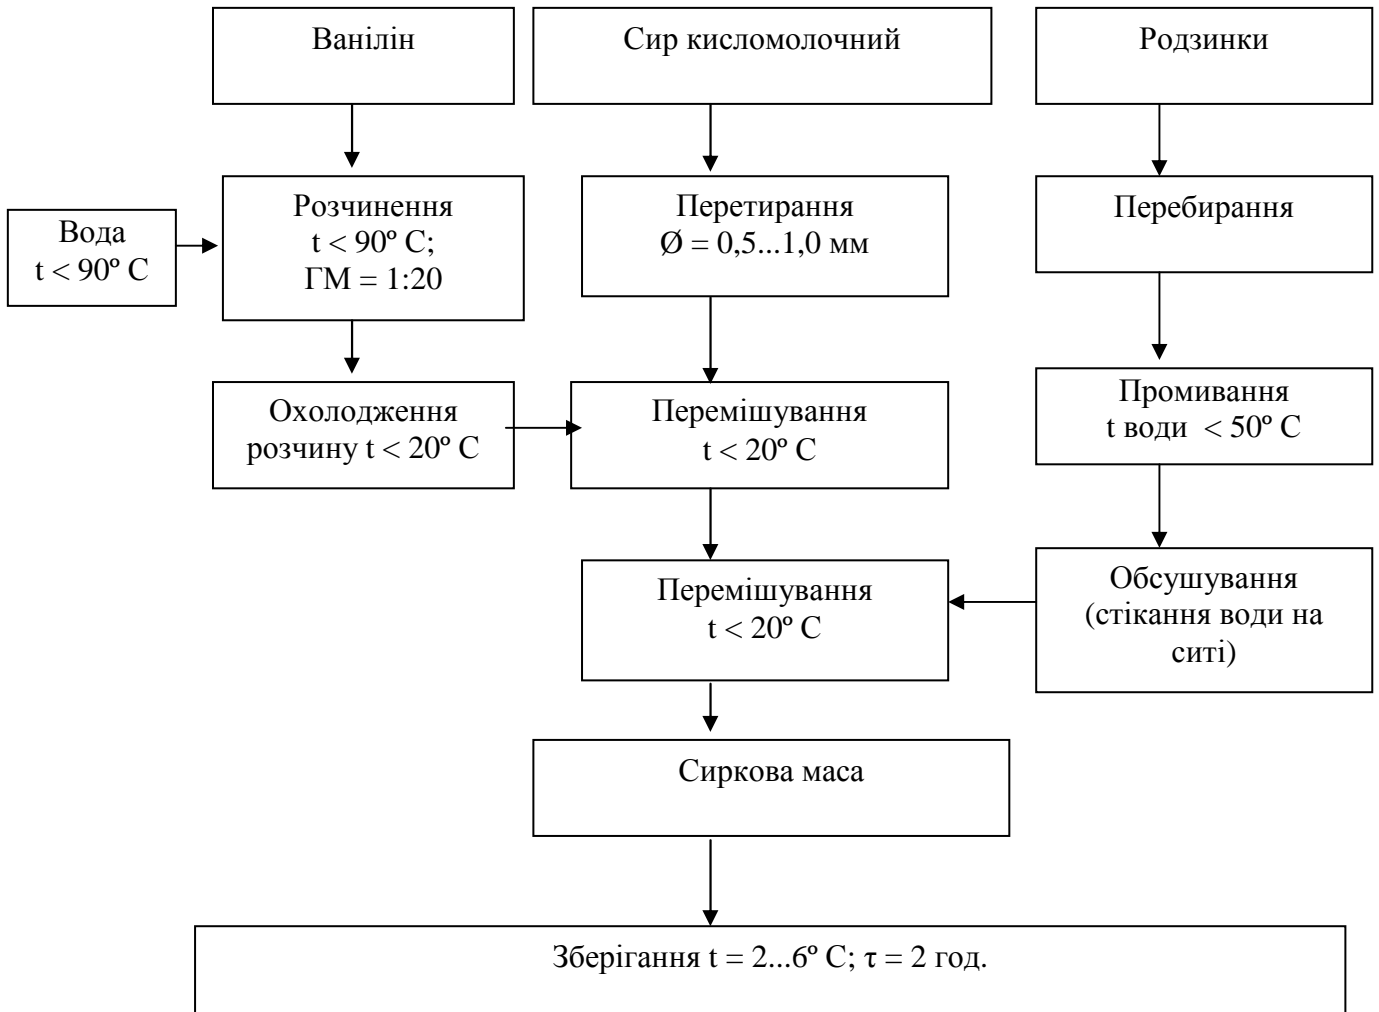 Ванілін
Сир кисломолочний
Родзинки
Вода
t < 90º C
Розчинення
t < 90º C;
ГМ = 1:20
Перетирання
Ø = 0,5...1,0 мм
Перебирання
Охолодження
розчину t < 20º C
Перемішування
t < 20º C
Промивання
t води < 50º C
Перемішування
t < 20º C
Обсушування
(стікання води на
ситі)
Сиркова маса
Зберігання t = 2...6º C; τ = 2 год.